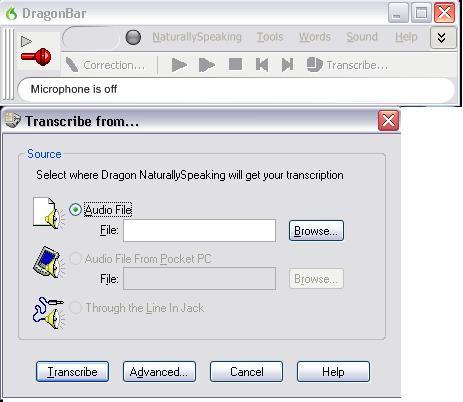 DragonBar
NaturallySpeaking Tools Words Sound Help
Correction... Transcribe...
Microphone is off
Transcribe from...
Source
Select where Dragon NaturallySpeaking will get your transcription
Audio File
File: Browse...
Audio File From Pocket PC
File: Browse...
Through the Line In Jack
Transcribe Advanced... Cancel Help